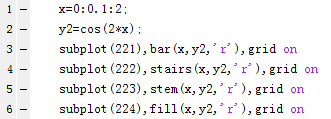 1 - x=0:0.1:2;
2 - y2=cos(2*x);
3 - subplot(221),bar(x,y2,'r'),grid on
4 - subplot(222),stairs(x,y2,'r'),grid on
5 - subplot(223),stem(x,y2,'r'),grid on
6 - subplot(224),fill(x,y2,'r'),grid on